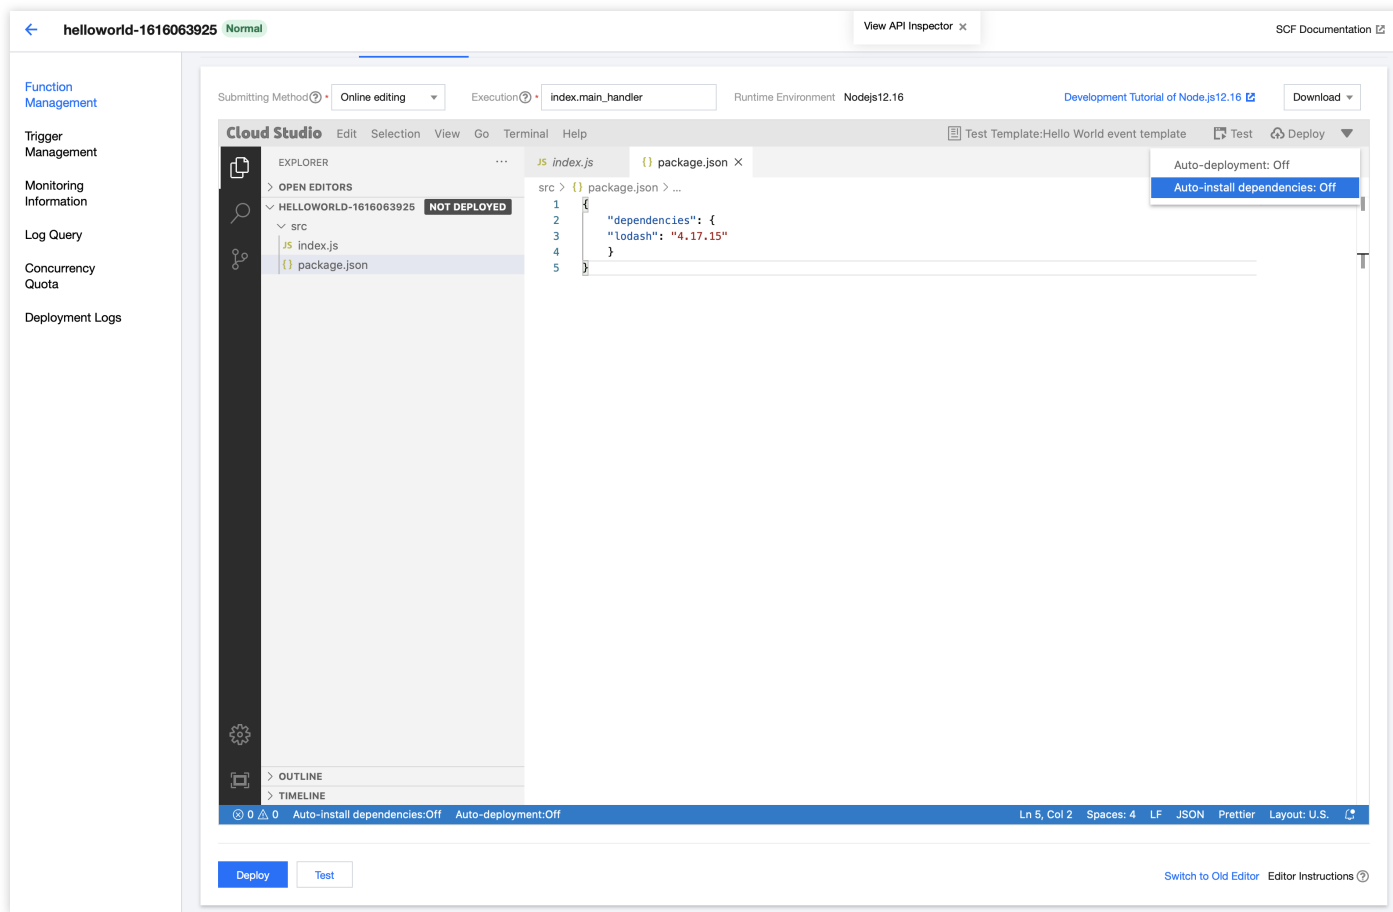 helloworld-1616063925 Normal
View API Inspector ×
SCF Documentation
Function
Management
Trigger
Management
Monitoring
Information
Log Query
Concurrency
Quota
Deployment Logs
Submitting Method ? * Online editing
Execution ? * index.main_handler
Runtime Environment Nodejs12.16
Development Tutorial of Node.js12.16
Download
Cloud Studio Edit Selection View Go Terminal Help
Test Template:Hello World event template
Test
Deploy
Auto-deployment: Off
Auto-install dependencies: Off
EXPLORER ...
OPEN EDITORS
HELLOWORLD-1616063925 NOT DEPLOYED
src
JS index.js
{} package.json
JS index.js
{} package.json ×
src > {} package.json > ...
1 {
2 "dependencies": {
3 "lodash": "4.17.15"
4 }
5 }
OUTLINE
TIMELINE
0 0 Auto-install dependencies:Off Auto-deployment:Off
Ln 5, Col 2 Spaces: 4 LF JSON Prettier Layout: U.S.
Deploy
Test
Switch to Old Editor
Editor Instructions ?